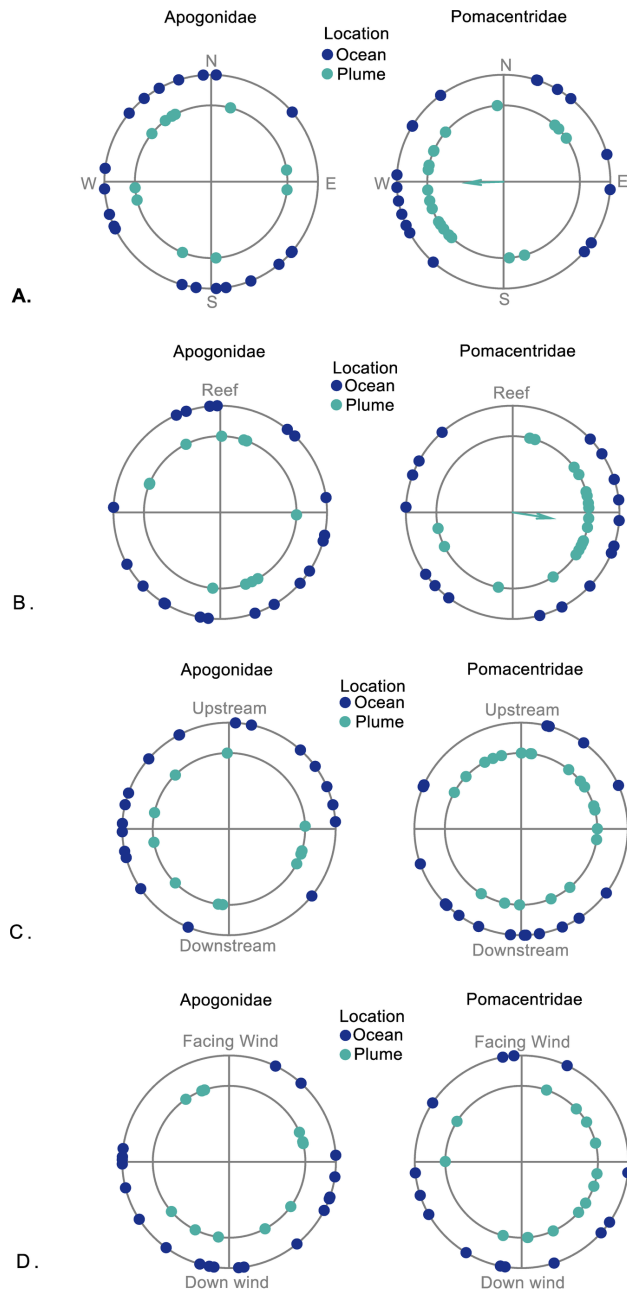 Apogonidae
Location
Ocean
Plume
Pomacentridae
N
N
W
E
W
E
S
S
A.
Apogonidae
Location
Ocean
Plume
Pomacentridae
Reef
Reef
B .
Apogonidae
Location
Ocean
Plume
Pomacentridae
Upstream
Upstream
Downstream
Downstream
C .
Apogonidae
Location
Ocean
Plume
Pomacentridae
Facing Wind
Facing Wind
Down wind
Down wind
D .